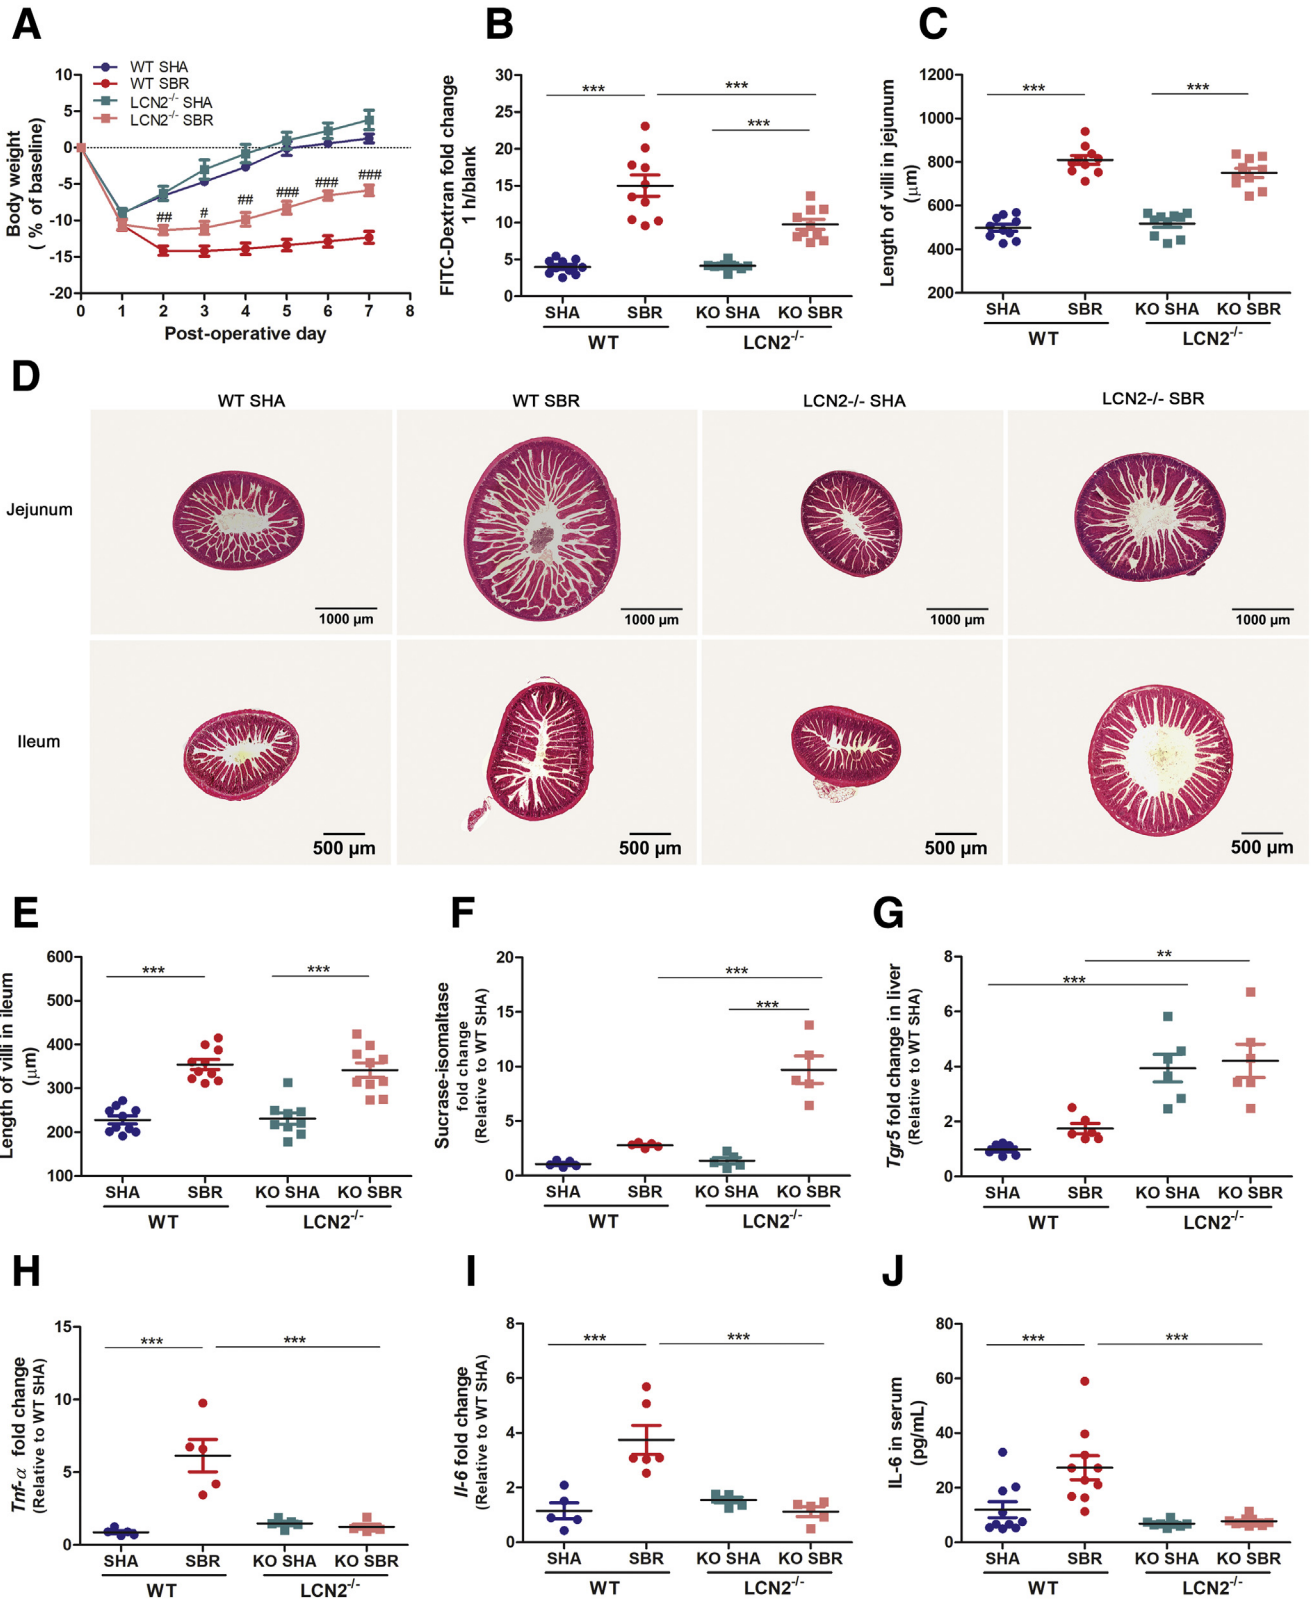 A
WT SHA
WT SBR
LCN2-/- SHA
LCN2-/- SBR
Body weight
( % of baseline)
10
5
0
-5
-10
-15
-20
##
#
##
###
###
###
0 1 2 3 4 5 6 7 8
Post-operative day
B
FITC-Dextran fold change
1 h/blank
30
25
20
15
10
5
0
***
***
***
SHA SBR KO SHA KO SBR
WT LCN2-/-
C
Length of villi in jejunum
(µm)
1200
1000
800
600
400
200
***
***
SHA SBR KO SHA KO SBR
WT LCN2-/-
D
WT SHA WT SBR LCN2-/- SHA LCN2-/- SBR
Jejunum
1000 µm 1000 µm 1000 µm 1000 µm
Ileum
500 µm 500 µm 500 µm 500 µm
E
Length of villi in ileum
(µm)
600
500
400
300
200
100
***
***
SHA SBR KO SHA KO SBR
WT LCN2-/-
F
Sucrase-isomaltase
fold change
(Relative to WT SHA)
20
15
10
5
0
***
***
SHA SBR KO SHA KO SBR
WT LCN2-/-
G
Tgr5 fold change in liver
(Relative to WT SHA)
8
6
4
2
0
**
***
SHA SBR KO SHA KO SBR
WT LCN2-/-
H
Tnf-α fold change
(Relative to WT SHA)
15
10
5
0
***
***
SHA SBR KO SHA KO SBR
WT LCN2-/-
I
Il-6 fold change
(Relative to WT SHA)
8
6
4
2
0
***
***
SHA SBR KO SHA KO SBR
WT LCN2-/-
J
IL-6 in serum
(pg/mL)
80
60
40
20
0
***
***
SHA SBR KO SHA KO SBR
WT LCN2-/-